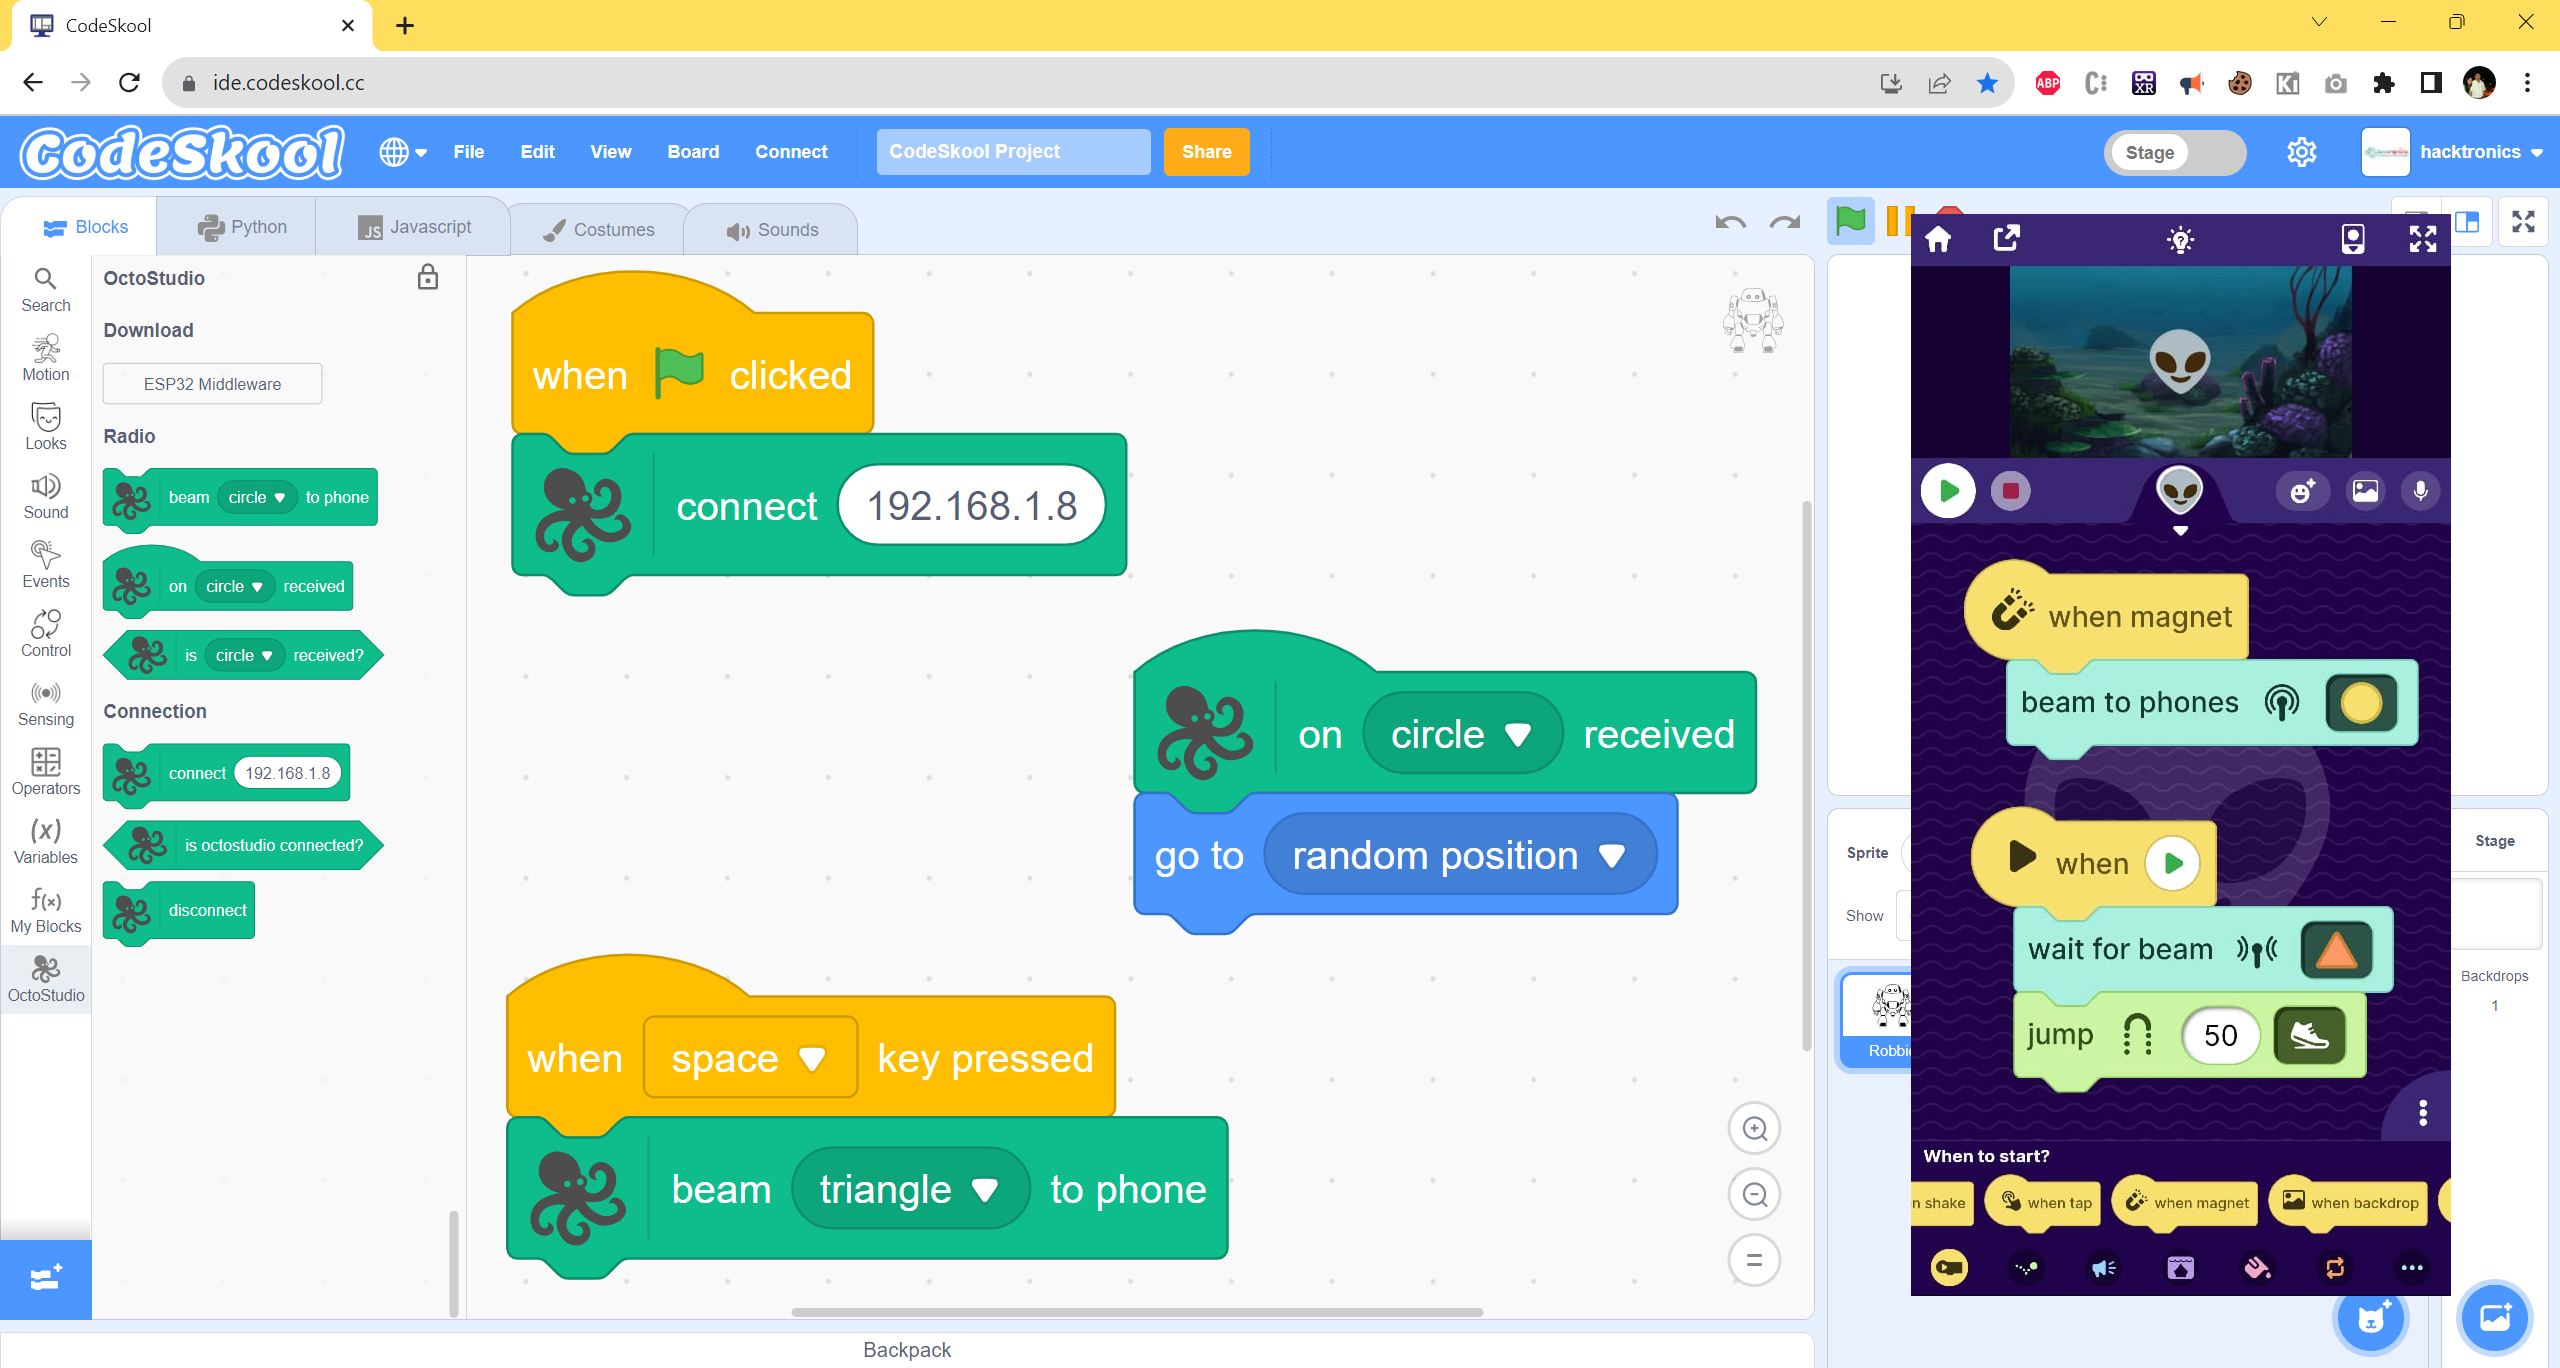 CodeSkool
ide.codeskool.cc
ABP
XR
CodeSkool
File Edit View Board Connect
CodeSkool Project
Share
Stage
hacktronics
Blocks
Python
JS Javascript
Costumes
Sounds
Search
Motion
Looks
Sound
Events
Control
Sensing
Operators
(x)
Variables
f(x)
My Blocks
OctoStudio
OctoStudio
Download
ESP32 Middleware
Radio
beam circle to phone
on circle received
is circle received?
Connection
connect 192.168.1.8
is octostudio connected?
disconnect
when clicked
connect 192.168.1.8
on circle received
go to random position
when space key pressed
beam triangle to phone
Backpack
Sprite
Show
Robbi
Stage
Backdrops
1
when magnet
beam to phones
when
wait for beam
jump 50
When to start?
n shake
when tap
when magnet
when backdrop